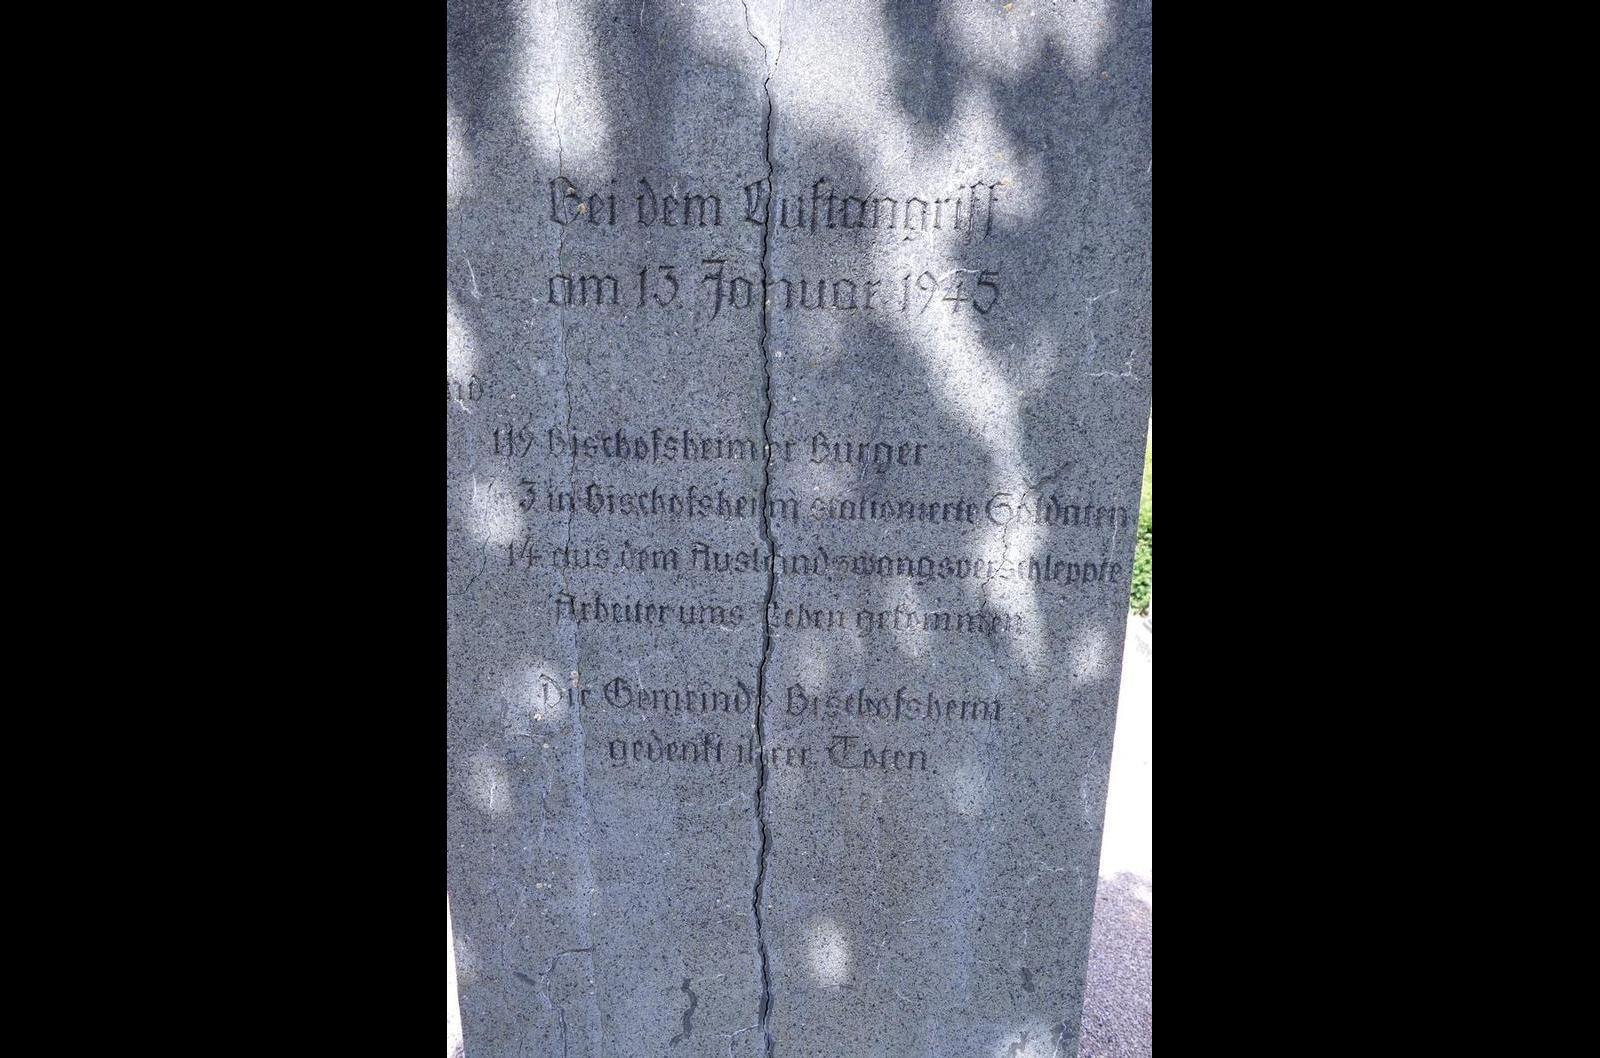 Bei dem Luftangriff
am 13. Januar 1945
119 Bischofsheimer Bürger
3 in Bischofsheim stationierte Soldaten
14 aus dem Ausland zwangsverschleppte
Arbeiter ums Leben gekommen
Die Gemeinde Bischofsheim
gedenkt ihrer Toten.